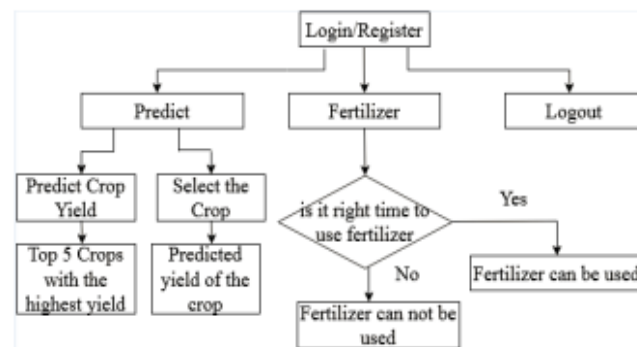 Login/Register
Predict
Fertilizer
Logout
Predict Crop
Yield
Select the
Crop
is it right time to
use fertilizer
Yes
Top 5 Crops
with the
highest yield
Predicted
yield of the
crop
No
Fertilizer can be used
Fertilizer can not be
used